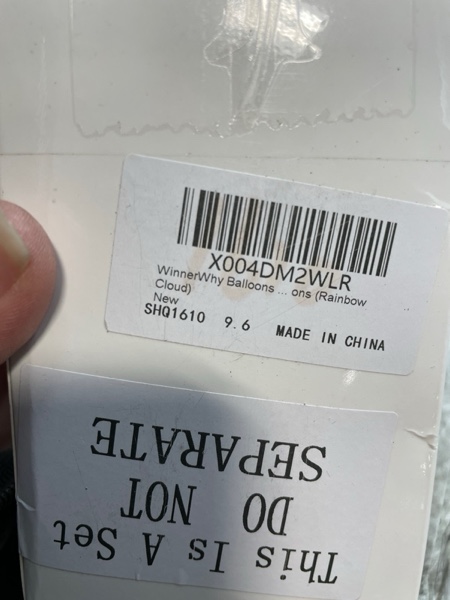 X004DM2WLR
WinnerWhy Balloons ... ons (Rainbow
Cloud)
New
SHQ1610 9.6 MADE IN CHINA
This Is A Set
DO NOT
SEPARATE